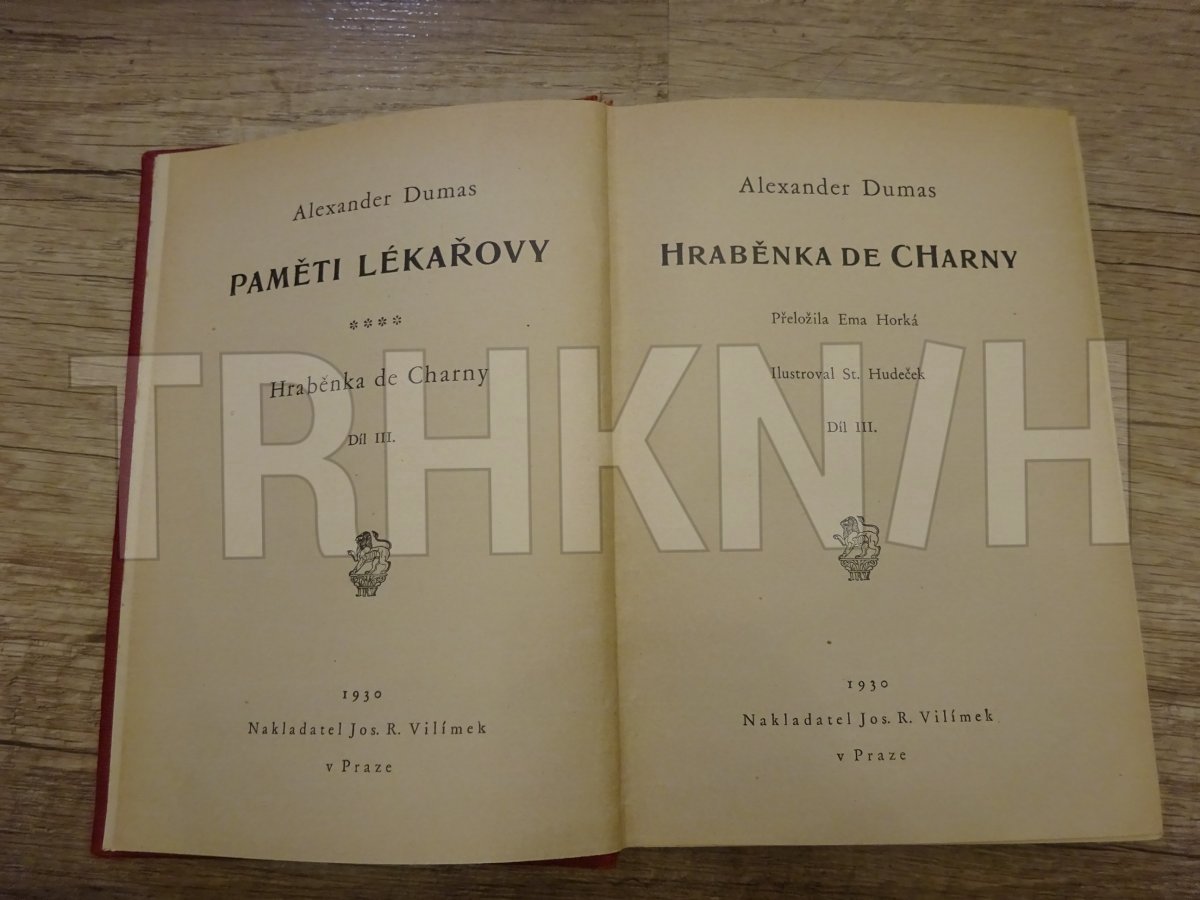 Alexander Dumas
PAMĚTI LÉKAŘOVY
****
Hraběnka de Charny
Díl III.
1930
Nakladatel Jos. R. Vilímek
v Praze
Alexander Dumas
HRABĚNKA DE CHARNY
Přeložila Ema Horká
Ilustroval St. Hudeček
Díl III.
1930
Nakladatel Jos. R. Vilímek
v Praze
TRHKN/H